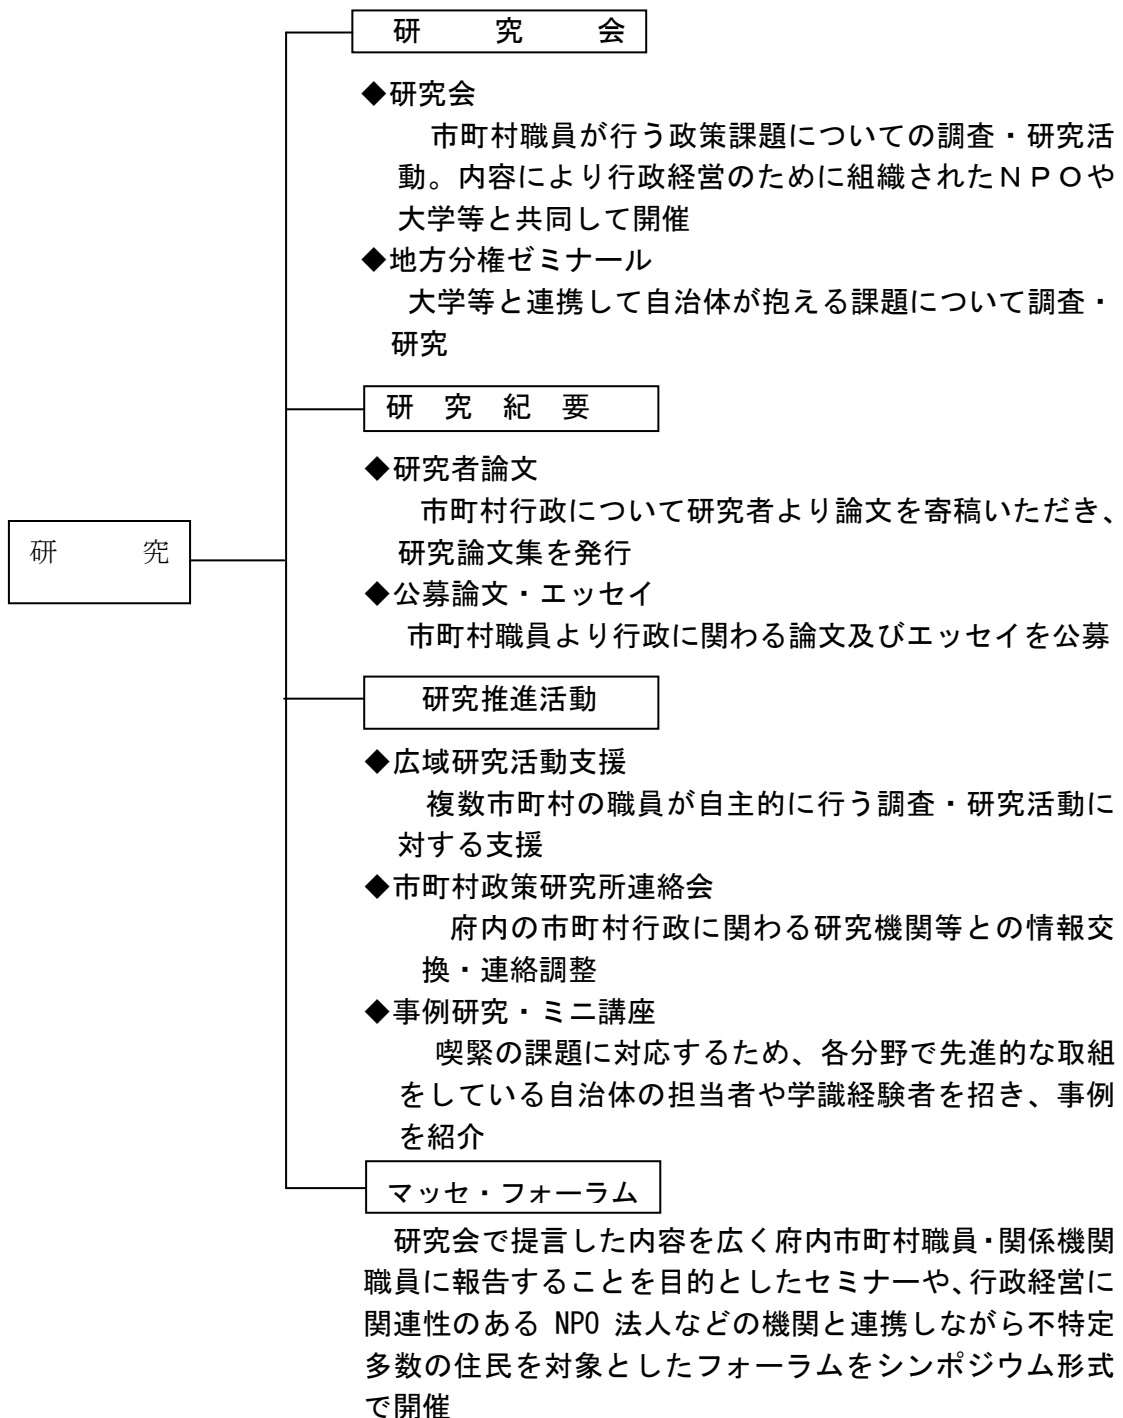 研究会
◆研究会
市町村職員が行う政策課題についての調査・研究活
動。内容により行政経営のために組織されたＮＰＯや
大学等と共同して開催
◆地方分権ゼミナール
大学等と連携して自治体が抱える課題について調査・
研究
研究紀要
◆研究者論文
市町村行政について研究者より論文を寄稿いただき、
研究論文集を発行
研究
◆公募論文・エッセイ
市町村職員より行政に関わる論文及びエッセイを公募
研究推進活動
◆広域研究活動支援
複数市町村の職員が自主的に行う調査・研究活動に
対する支援
◆市町村政策研究所連絡会
府内の市町村行政に関わる研究機関等との情報交
換・連絡調整
◆事例研究・ミニ講座
喫緊の課題に対応するため、各分野で先進的な取組
をしている自治体の担当者や学識経験者を招き、事例
を紹介
マッセ・フォーラム
研究会で提言した内容を広く府内市町村職員・関係機関
職員に報告することを目的としたセミナーや、行政経営に
関連性のある NPO 法人などの機関と連携しながら不特定
多数の住民を対象としたフォーラムをシンポジウム形式
で開催